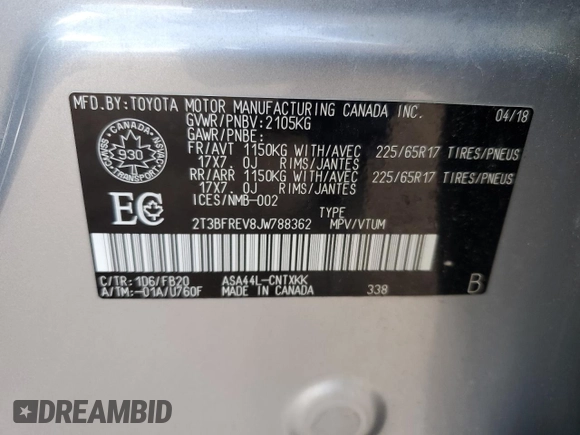 MFD.BY:TOYOTA MOTOR MANUFACTURING CANADA INC. 04/18
GVWR/PNBV:2105KG
GAWR/PNBE:
FR/AVT 1150KG WITH/AVEC 225/65R17 TIRES/PNEUS
17X7.0J RIMS/JANTES
RR/ARR 1150KG WITH/AVEC 225/65R17 TIRES/PNEUS
17X7.0J RIMS/JANTES
ICES/NMB-002
CANADA
930
TRANSPORT
EC
TYPE
2T3BFREV8JW788362 MPV/VTUM
C/TR:1D6/FB20 ASA44L-CNTXKK
A/TM:-01A/U760F MADE IN CANADA 338 B
DREAMBID